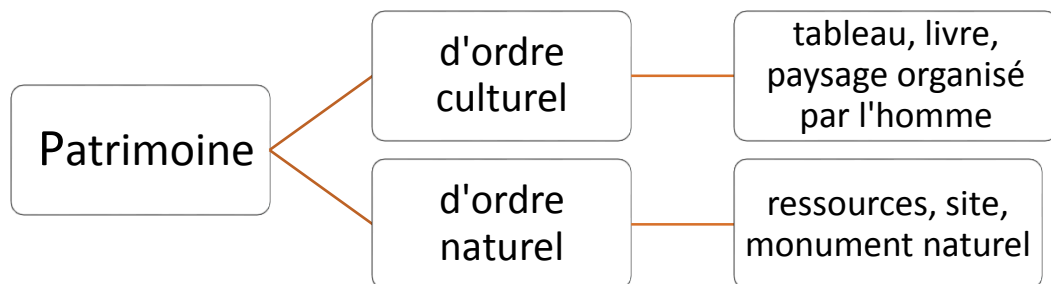 Patrimoine
d'ordre
culturel
tableau, livre,
paysage organisé
par l'homme
d'ordre
naturel
ressources, site,
monument naturel